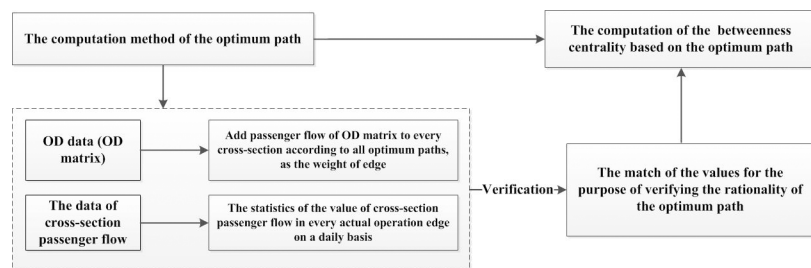 The computation method of the optimum path
The computation of the betweenness
centrality based on the optimum path
OD data (OD
matrix)
Add passenger flow of OD matrix to every
cross-section according to all optimum paths,
as the weight of edge
The data of
cross-section
passenger flow
The statistics of the value of cross-section
passenger flow in every actual operation edge
on a daily basis
Verification
The match of the values for the
purpose of verifying the rationality of
the optimum path